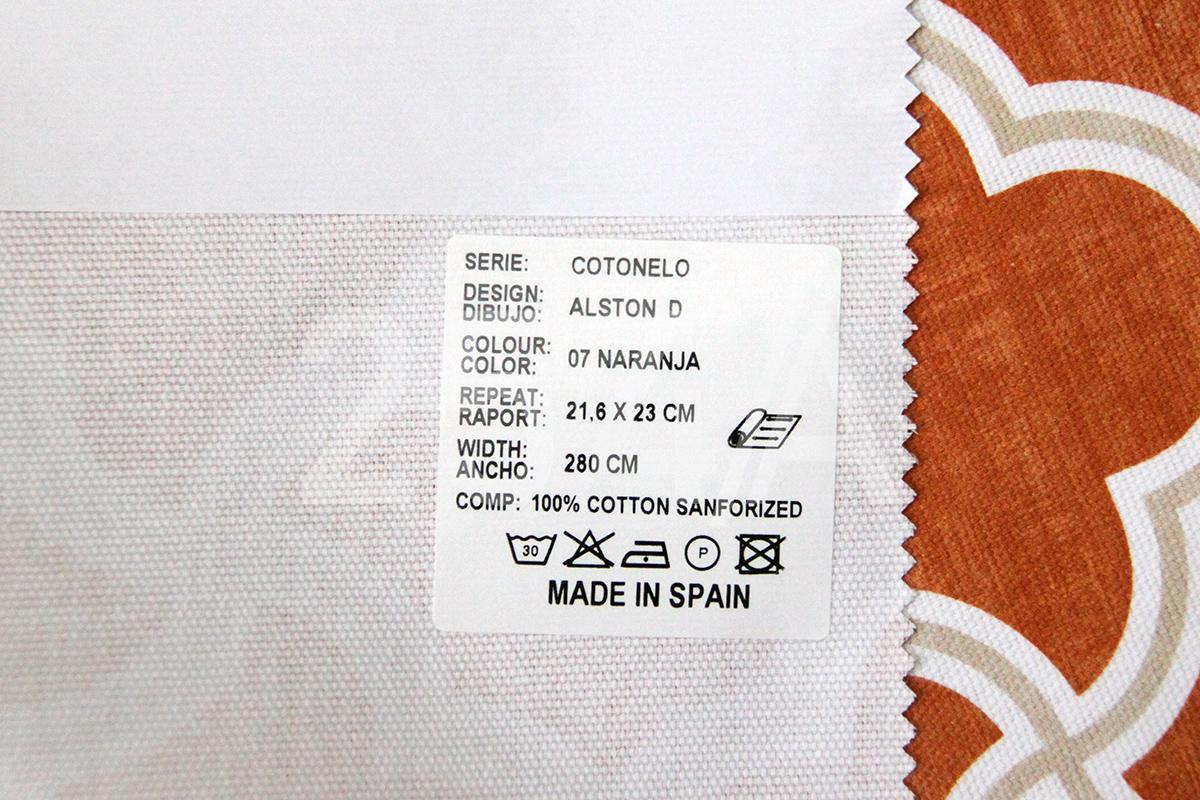 SERIE: COTONELO
DESIGN:
DIBUJO: ALSTON D
COLOUR:
COLOR: 07 NARANJA
REPEAT:
RAPORT: 21,6 X 23 CM
WIDTH:
ANCHO: 280 CM
COMP: 100% COTTON SANFORIZED
30 P
MADE IN SPAIN